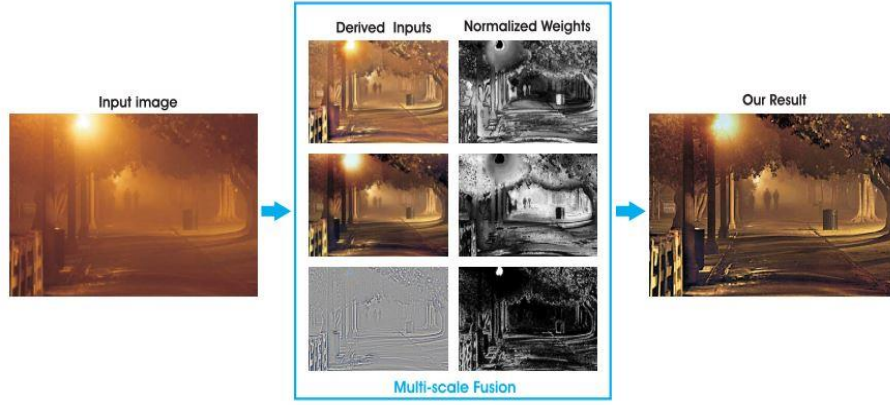 Derived Inputs
Normalized Weights
Input image
Our Result
Multi-scale Fusion